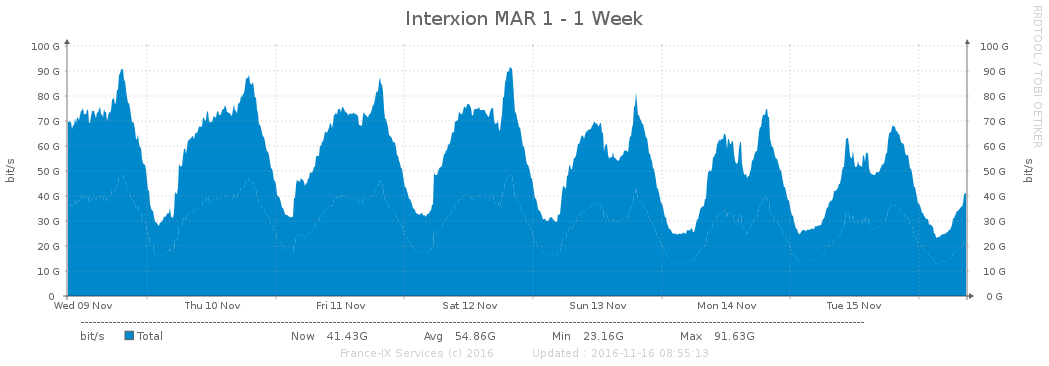 Interxion MAR 1 - 1 Week
RRDTOOL / TOBI OETIKER
100 G 100 G
90 G 90 G
80 G 80 G
70 G 70 G
60 G 60 G
50 G 50 G
40 G 40 G
30 G 30 G
20 G 20 G
10 G 10 G
0 0 G
bit/s
bit/s
Wed 09 Nov Thu 10 Nov Fri 11 Nov Sat 12 Nov Sun 13 Nov Mon 14 Nov Tue 15 Nov
bit/s Total Now 41.43G Avg 54.86G Min 23.16G Max 91.63G
France-IX Services (c) 2016 Updated : 2016-11-16 08:55:13